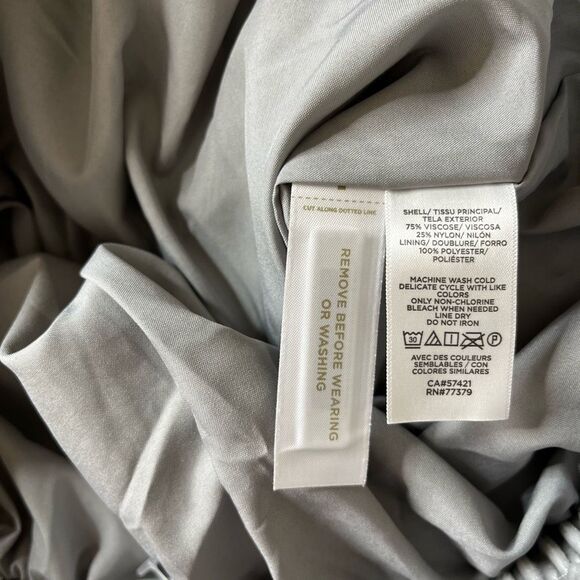 CUT ALONG DOTTED LINE
REMOVE BEFORE WEARING
OR WASHING
SHELL/ TISSU PRINCIPAL/
TELA EXTERIOR
75% VISCOSE/ VISCOSA
25% NYLON/ NILÓN
LINING/ DOUBLURE/ FORRO
100% POLYESTER/
POLIÉSTER
MACHINE WASH COLD
DELICATE CYCLE WITH LIKE
COLORS
ONLY NON-CHLORINE
BLEACH WHEN NEEDED
LINE DRY
DO NOT IRON
30 P
AVEC DES COULEURS
SEMBLABLES / CON
COLORES SIMILARES
CA#57421
RN#77379